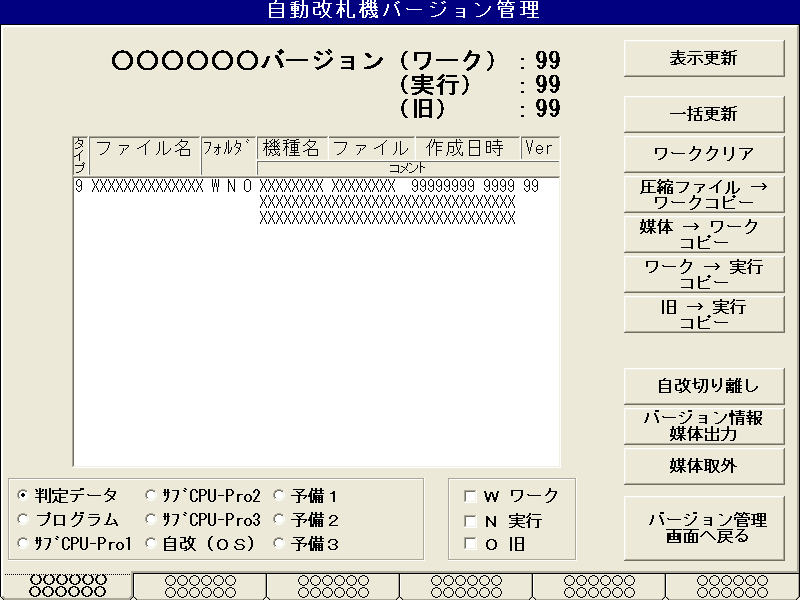 自動改札機バージョン管理
○○○○○○バージョン（ワーク）：99
（実行）：99
（旧）：99
タイプ ファイル名 ﾌｫﾙﾀﾞ 機種名 ファイル 作成日時 Ver
コメント
9 XXXXXXXXXXXXXX W N O XXXXXXXX XXXXXXXX 99999999 9999 99
XXXXXXXXXXXXXXXXXXXXXXXXXXXXXXXX
XXXXXXXXXXXXXXXXXXXXXXXXXXXXXXXX
表示更新
一括更新
ワーククリア
圧縮ファイル →
ワークコピー
媒体 → ワーク
コピー
ワーク → 実行
コピー
旧 → 実行
コピー
自改切り離し
バージョン情報
媒体出力
媒体取外
バージョン管理
画面へ戻る
判定データ ｻﾌﾞCPU-Pro2 予備１
プログラム ｻﾌﾞCPU-Pro3 予備２
ｻﾌﾞCPU-Pro1 自改（ＯＳ） 予備３
W ワーク
N 実行
O 旧
○○○○○○ ○○○○○○ ○○○○○○ ○○○○○○ ○○○○○○ ○○○○○○
○○○○○○ ○○○○○○ ○○○○○○ ○○○○○○ ○○○○○○ ○○○○○○